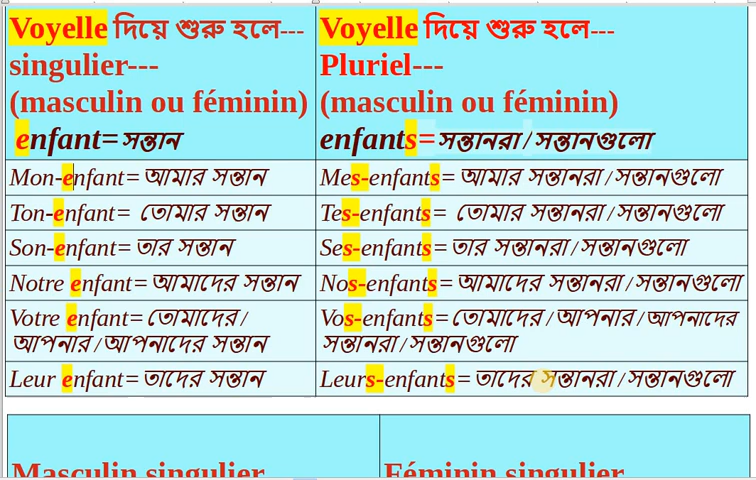 Voyelle দিয়ে শুরু হলে---
singulier---
(masculin ou féminin)
enfant=সন্তান
Voyelle দিয়ে শুরু হলে---
Pluriel---
(masculin ou féminin)
enfants=সন্তানরা/সন্তানগুলো
Mon-enfant= আমার সন্তান
Mes-enfants= আমার সন্তানরা/সন্তানগুলো
Ton-enfant= তোমার সন্তান
Tes-enfants= তোমার সন্তানরা/সন্তানগুলো
Son-enfant= তার সন্তান
Ses-enfants=তার সন্তানরা/সন্তানগুলো
Notre enfant=আমাদের সন্তান
Nos-enfants=আমাদের সন্তানরা/সন্তানগুলো
Votre enfant=তোমাদের/
আপনার/আপনাদের সন্তান
Vos-enfants=তোমাদের/আপনার/আপনাদের
সন্তানরা/সন্তানগুলো
Leur enfant=তাদের সন্তান
Leurs-enfants=তাদের সন্তানরা/সন্তানগুলো
Masculin singulier
Féminin singulier